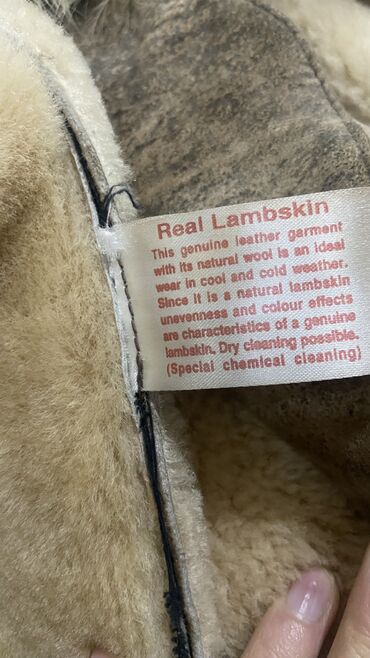 Real Lambskin
This genuine leather garment
with its natural wool is an ideal
wear in cool and cold weather.
Since it is a natural lambskin
unevenness and colour effects
are characteristics of a genuine
lambskin. Dry cleaning possible.
(Special chemical cleaning)